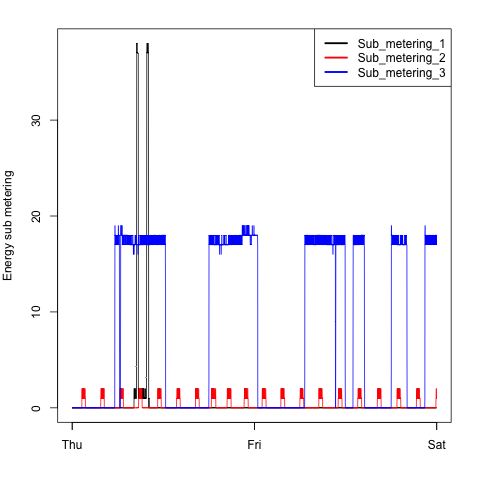 Sub_metering_1
Sub_metering_2
Sub_metering_3
Energy sub metering
30
20
10
0
Thu
Fri
Sat